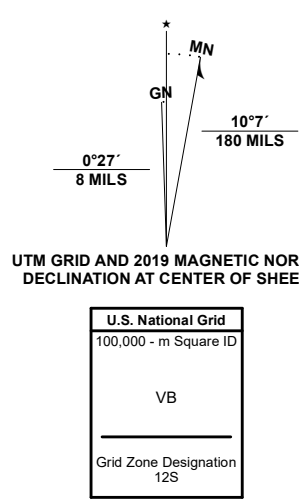 ★
MN
GN
10°7´
180 MILS
0°27´
8 MILS
UTM GRID AND 2019 MAGNETIC NOR
DECLINATION AT CENTER OF SHEE
U.S. National Grid
100,000 - m Square ID
VB
Grid Zone Designation
12S